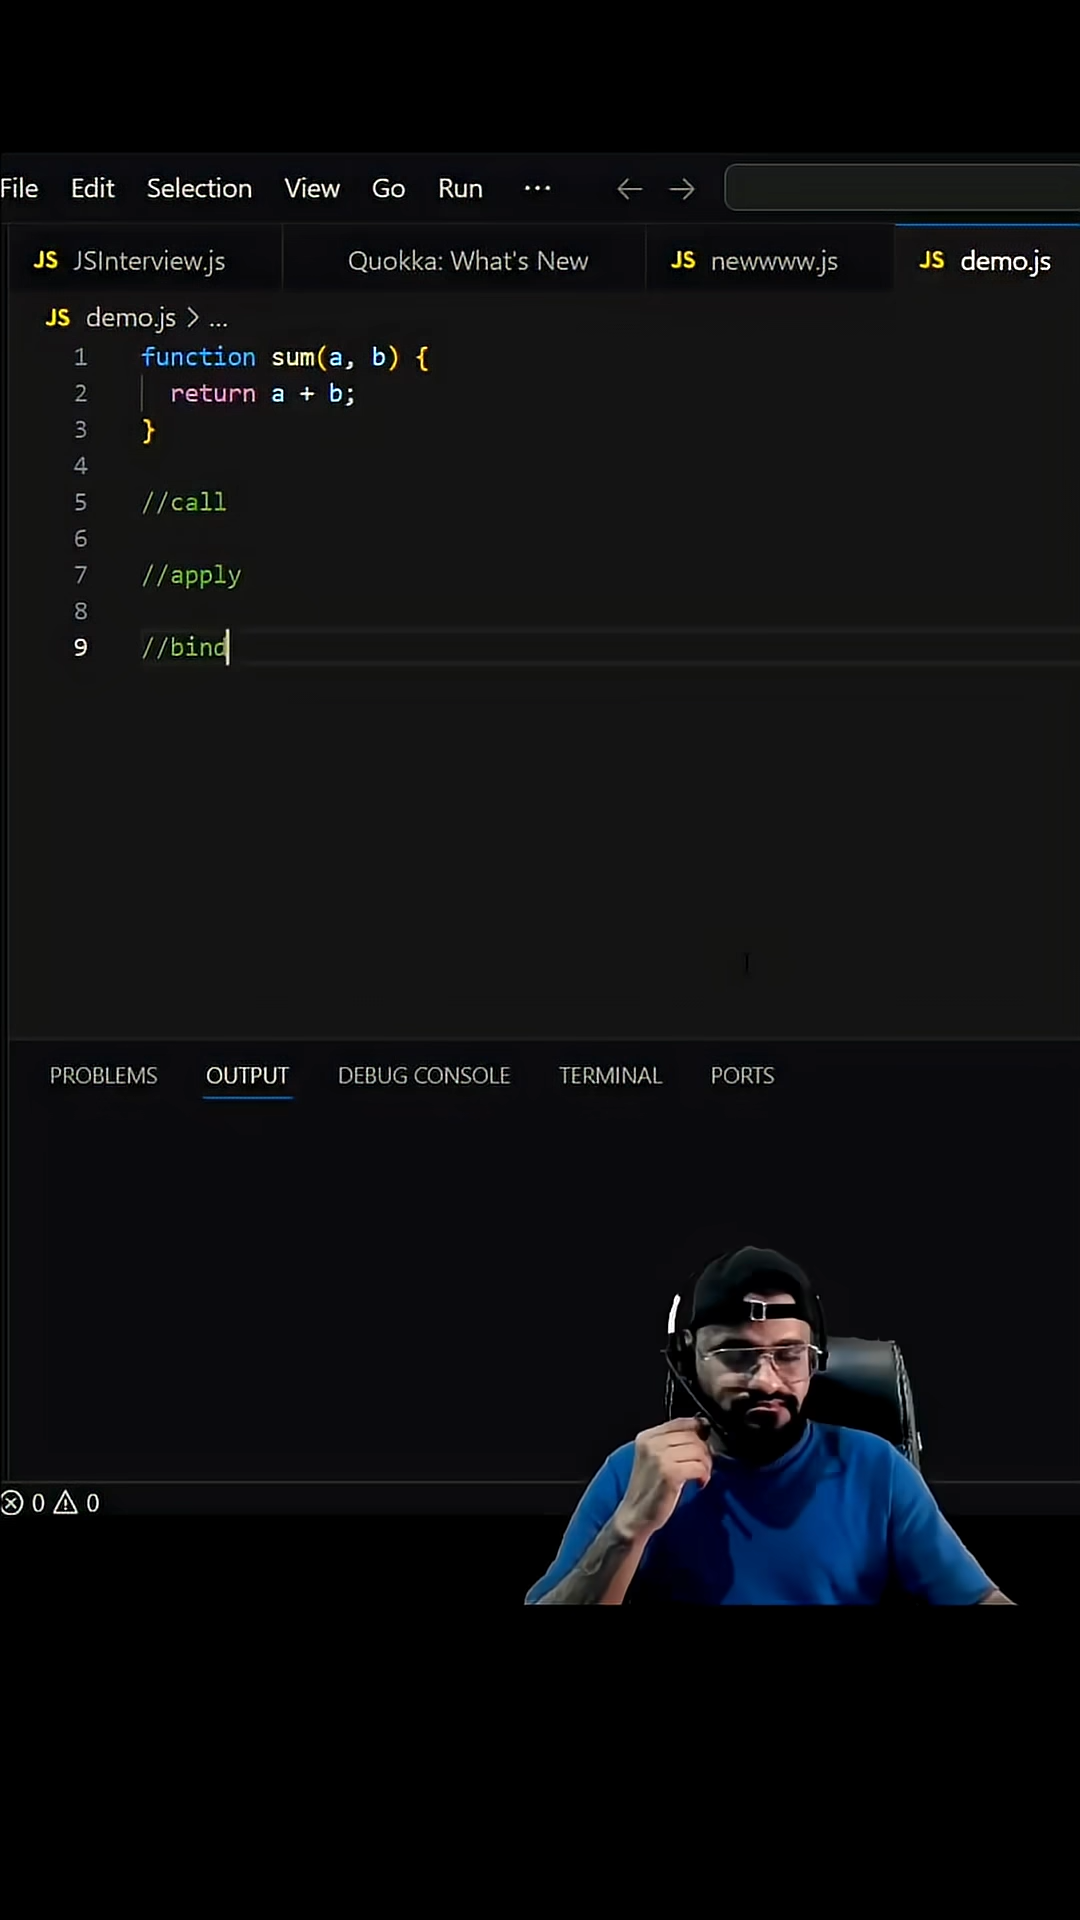 File Edit Selection View Go Run ...
JS JSInterview.js Quokka: What's New JS newwww.js JS demo.js
JS demo.js > ...
1 function sum(a, b) {
2 return a + b;
3 }
4
5 //call
6
7 //apply
8
9 //bind
PROBLEMS OUTPUT DEBUG CONSOLE TERMINAL PORTS
0 0